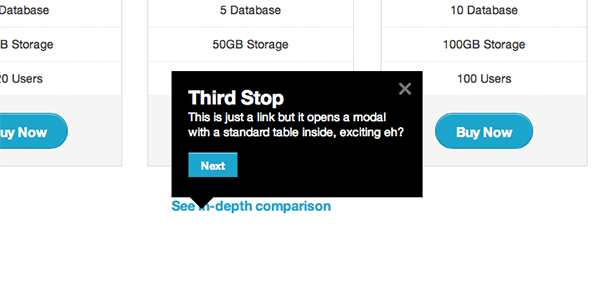 Database
5 Database
10 Database
B Storage
50GB Storage
100GB Storage
20 Users
100 Users
Third Stop
This is just a link but it opens a modal
with a standard table inside, exciting eh?
uy Now
Buy Now
Next
See in-depth comparison